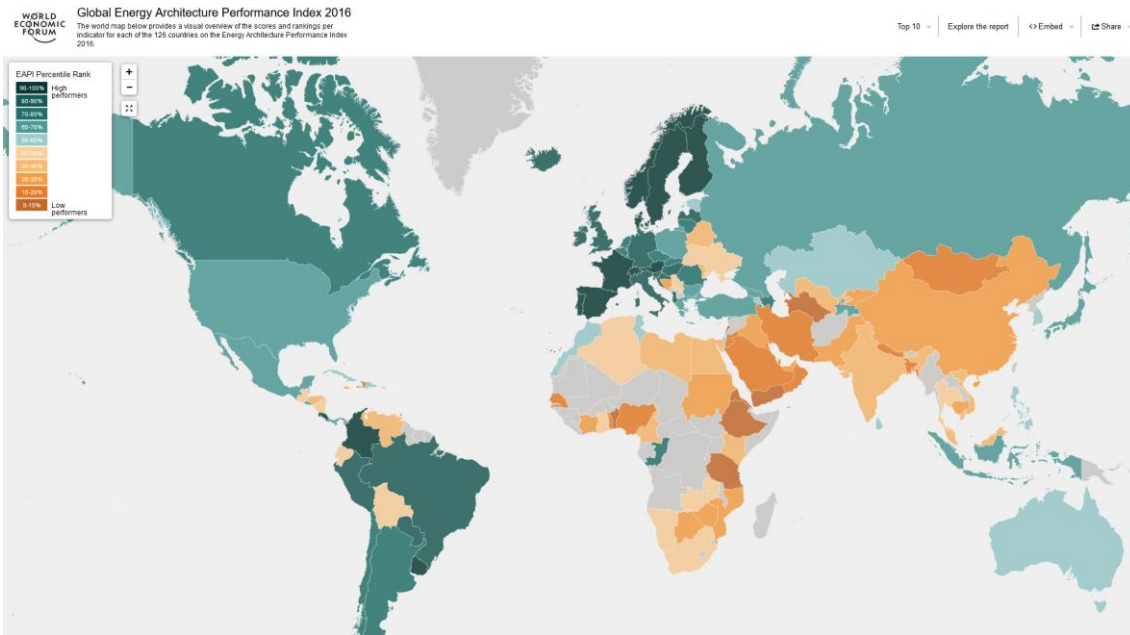 WORLD
ECONOMIC
FORUM
Global Energy Architecture Performance Index 2016
The world map below provides a visual overview of the scores and rankings per
indicator for each of the 126 countries on the Energy Architecture Performance Index
2016.
Top 10
Explore the report
<>Embed
Share
EAPI Percentile Rank
90-100% High
performers
80-90%
70-80%
60-70%
50-60%
40-50%
30-40%
20-30%
10-20%
0-10% Low
performers
+
−